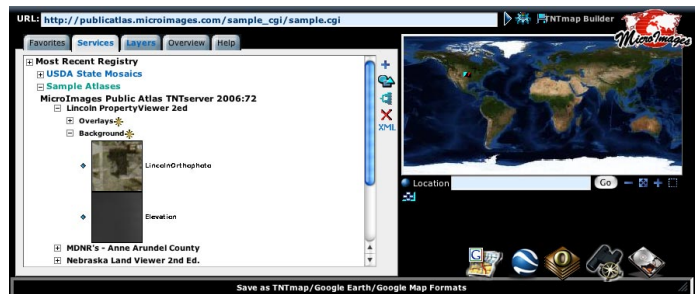 URL: http://publicatlas.microimages.com/sample_cgi/sample.cgi
TNTmap Builder
MicroImages
Favorites Services Layers Overview Help
Most Recent Registry
USDA State Mosaics
Sample Atlases
MicroImages Public Atlas TNTserver 2006:72
Lincoln PropertyViewer 2ed
Overlays
Background
LincolnOrthophoto
Elevation
MDNR's - Anne Arundel County
Nebraska Land Viewer 2nd Ed.
XML
Location Go
G
O
Save as TNTmap/Google Earth/Google Map Formats